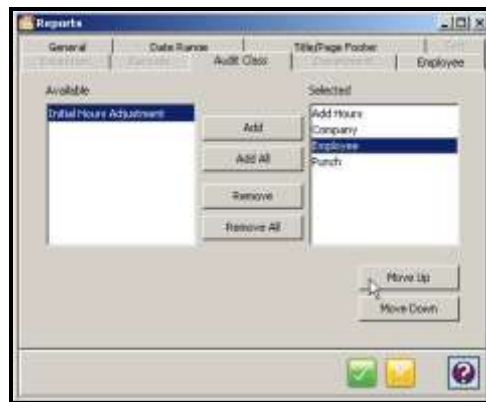 Reports
General Date Range Title/Page Footer
Audit Class Employee
Available Selected
Initial Hours Adjustment
Add Hours
Company
Employee
Punch
Add
Add All
Remove
Remove All
Move Up
Move Down